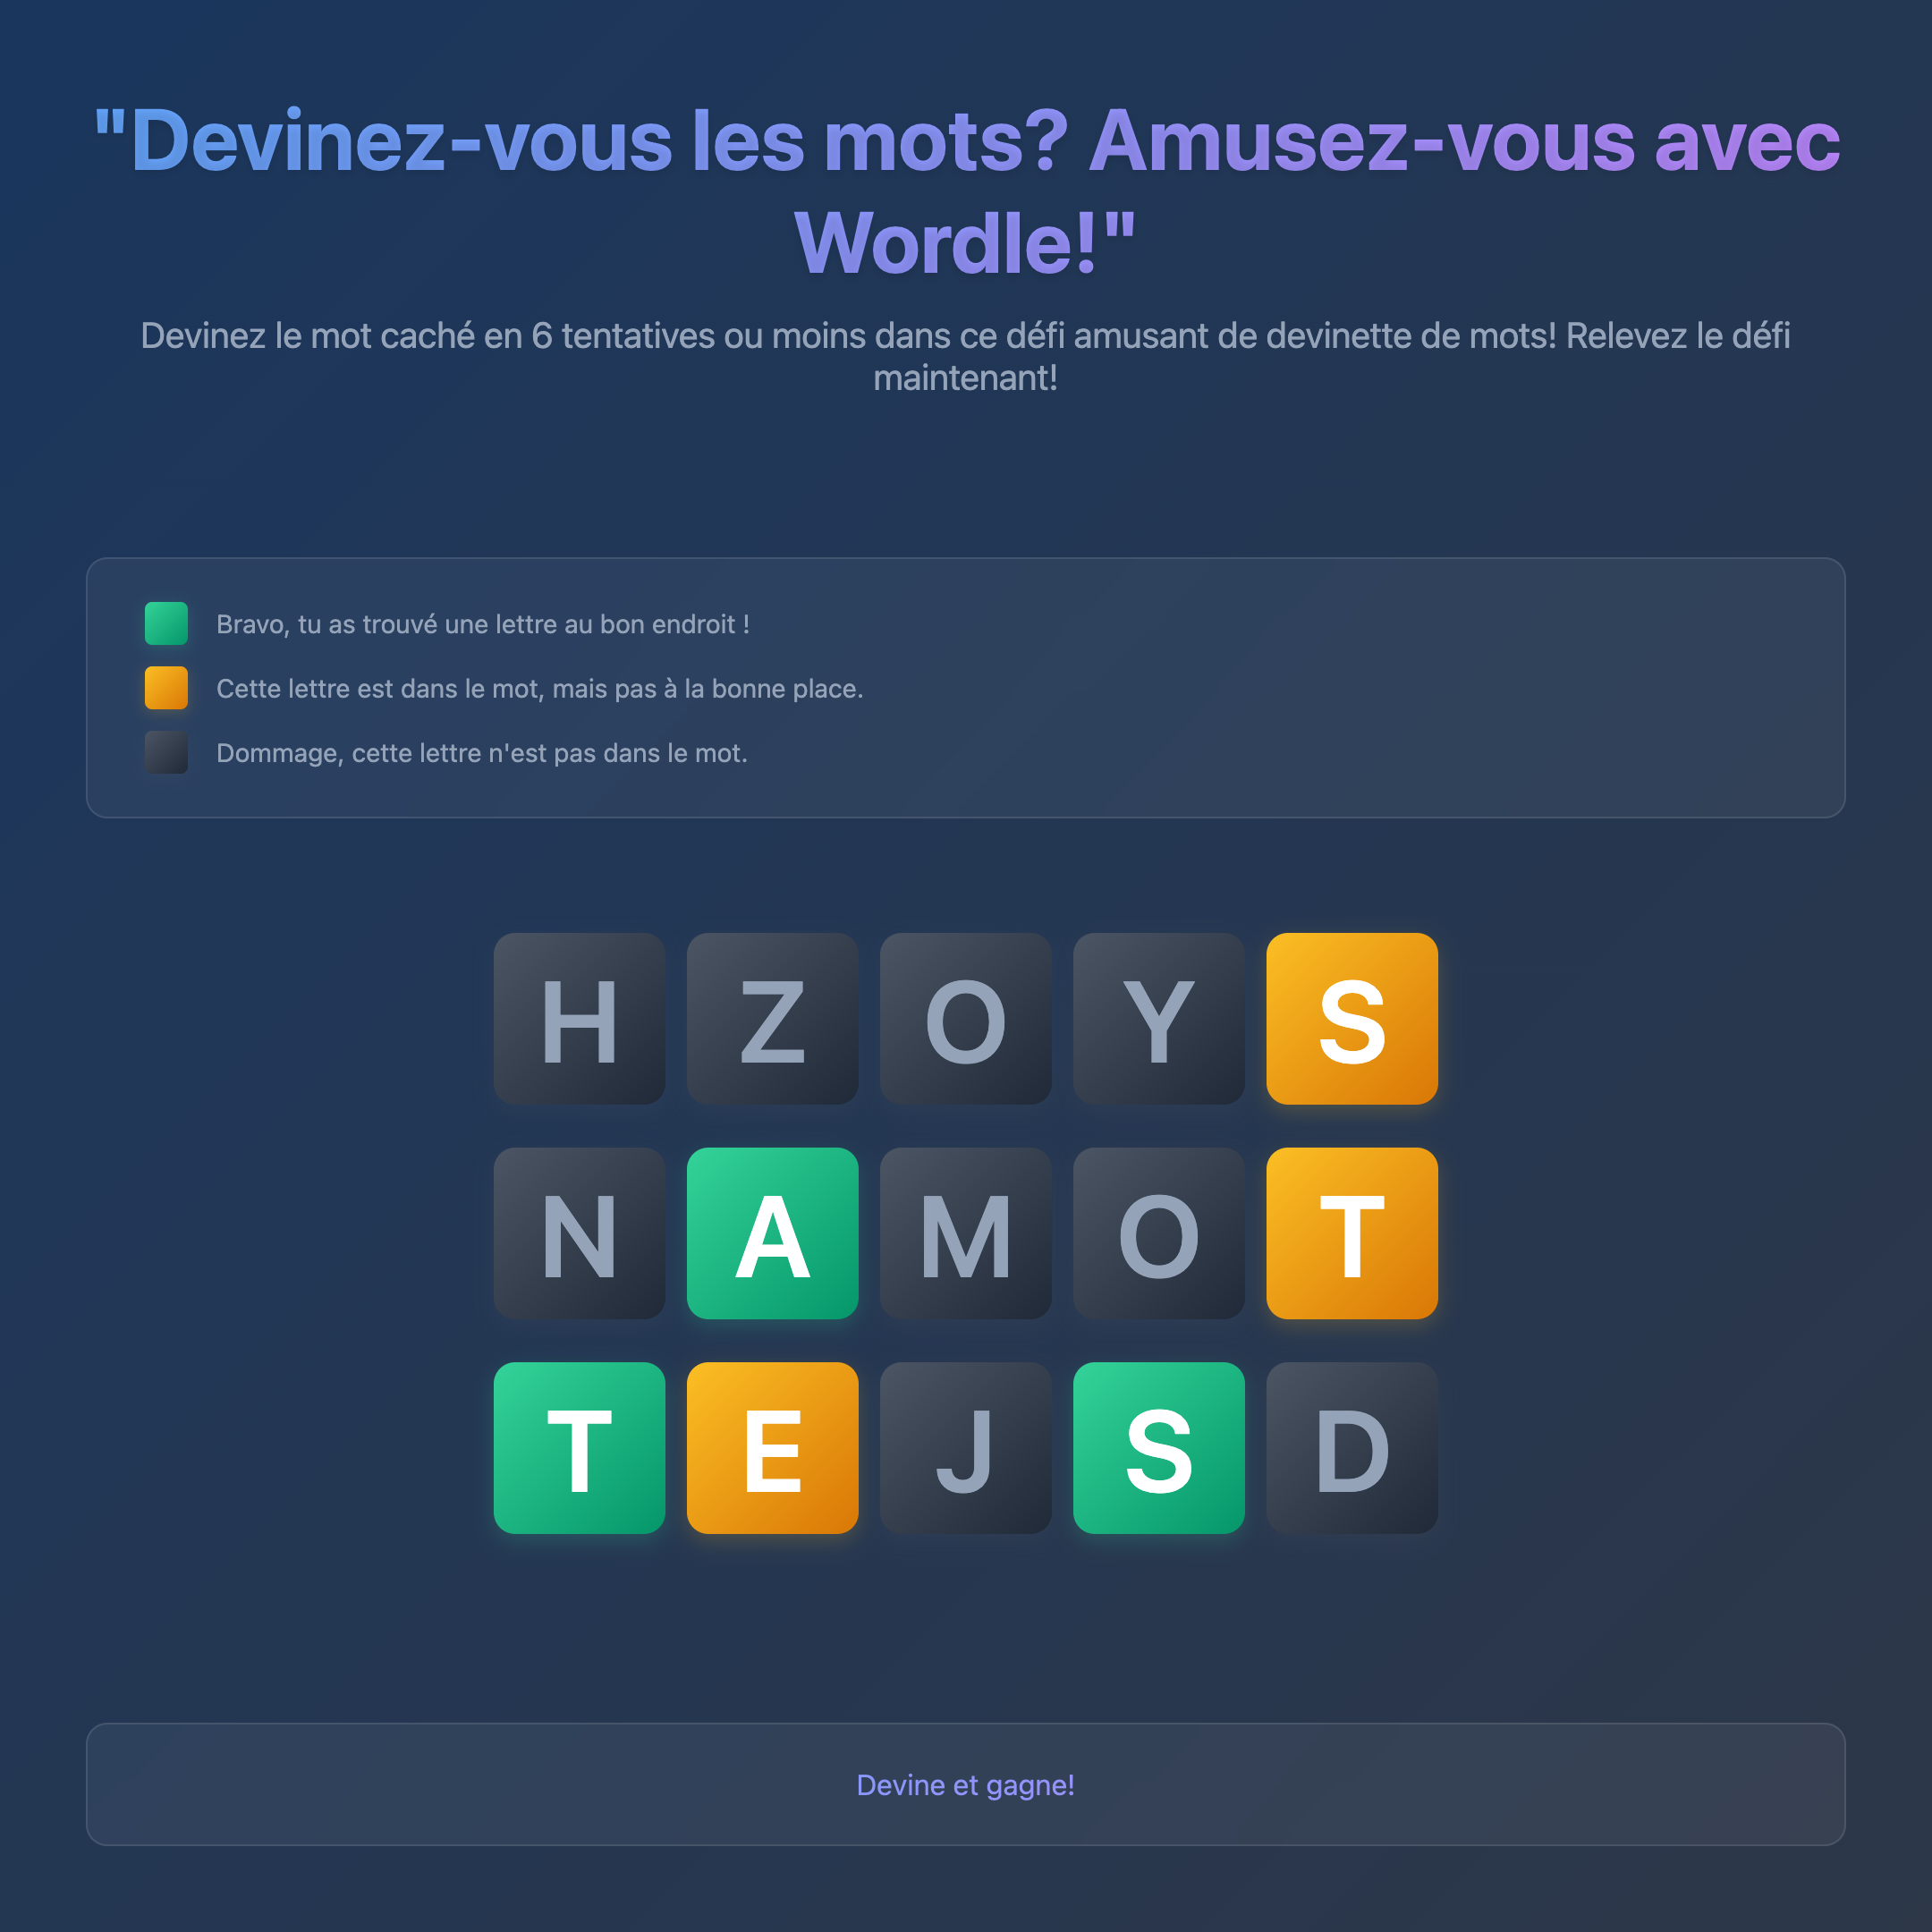 "Devinez-vous les mots? Amusez-vous avec
Wordle!"
Devinez le mot caché en 6 tentatives ou moins dans ce défi amusant de devinette de mots! Relevez le défi
maintenant!
Bravo, tu as trouvé une lettre au bon endroit !
Cette lettre est dans le mot, mais pas à la bonne place.
Dommage, cette lettre n'est pas dans le mot.
H Z O Y S
N A M O T
T E J S D
Devine et gagne!